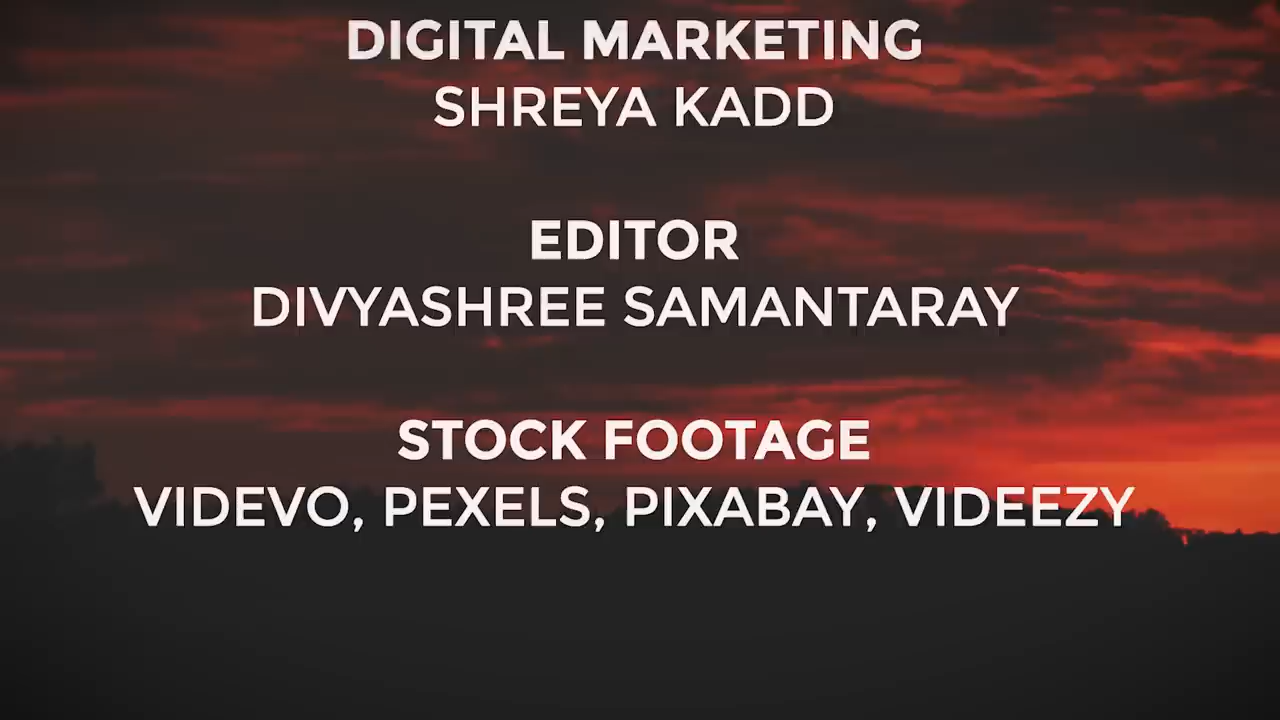 DIGITAL MARKETING
SHREYA KADD
EDITOR
DIVYASHREE SAMANTARAY
STOCK FOOTAGE
VIDEVO, PEXELS, PIXABAY, VIDEEZY